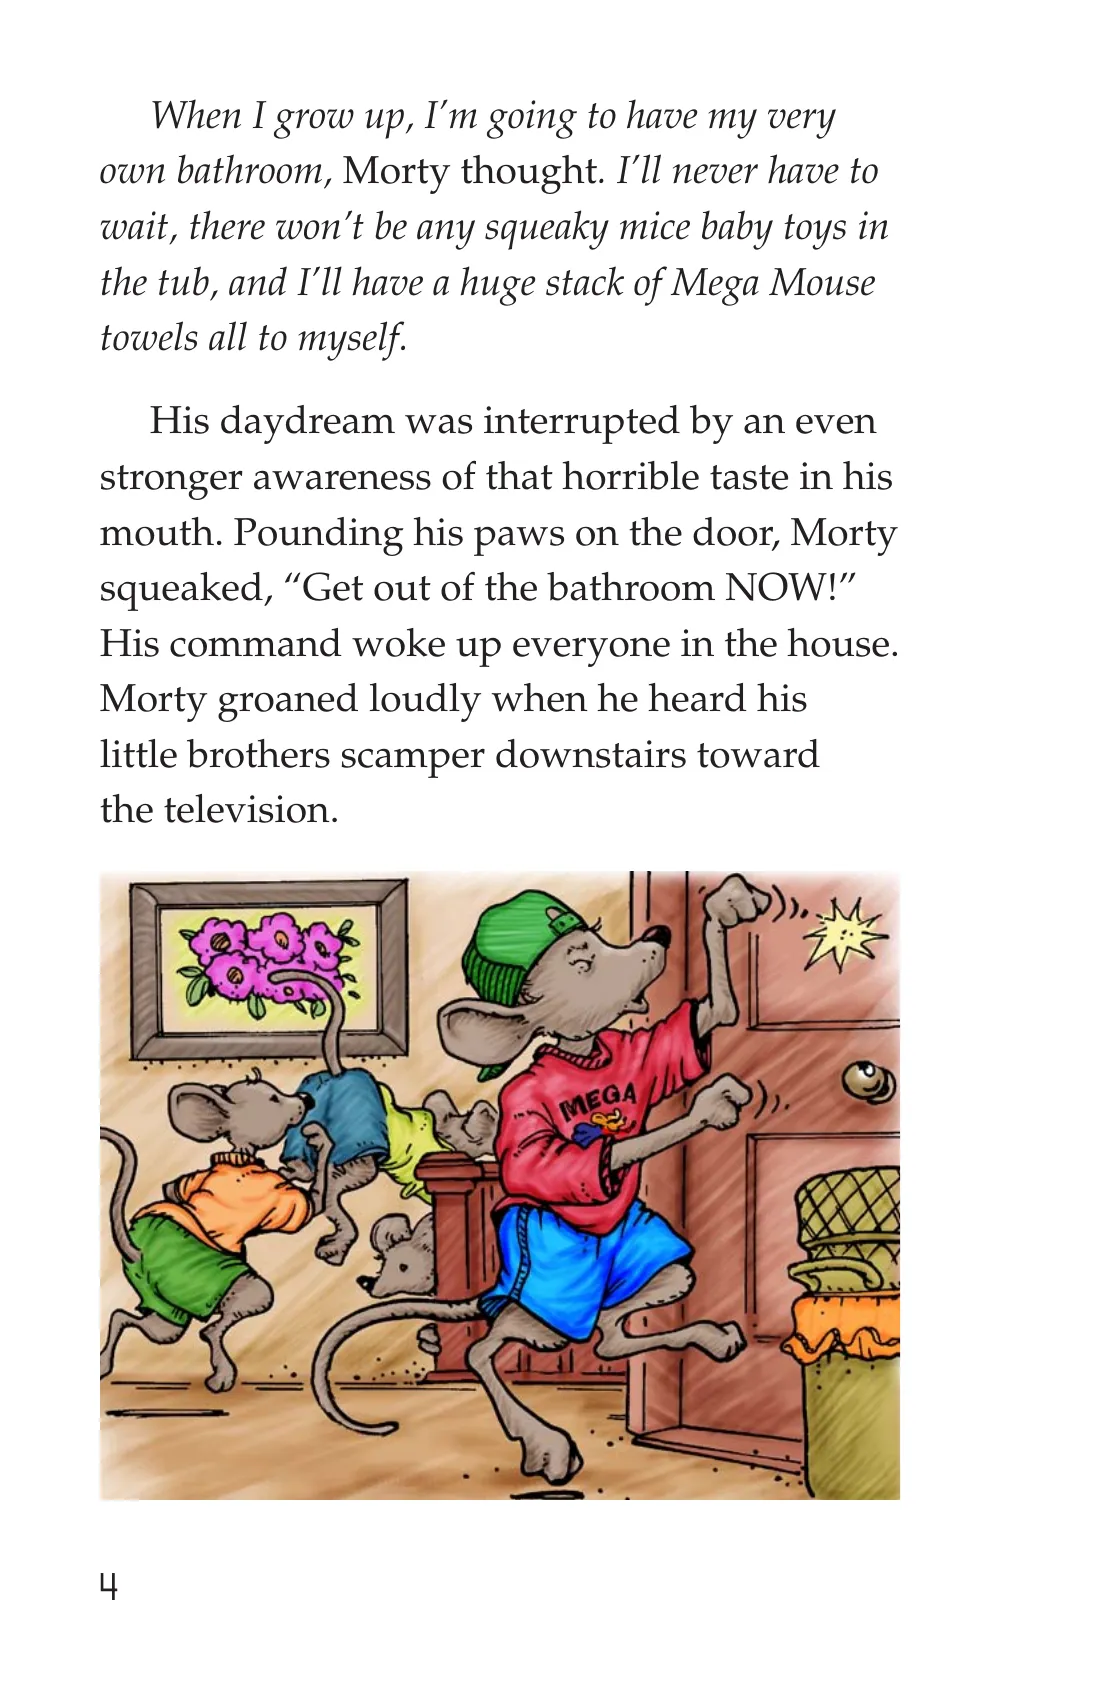 When I grow up, I’m going to have my very
own bathroom, Morty thought. I’ll never have to
wait, there won’t be any squeaky mice baby toys in
the tub, and I’ll have a huge stack of Mega Mouse
towels all to myself.
His daydream was interrupted by an even
stronger awareness of that horrible taste in his
mouth. Pounding his paws on the door, Morty
squeaked, “Get out of the bathroom NOW!”
His command woke up everyone in the house.
Morty groaned loudly when he heard his
little brothers scamper downstairs toward
the television.
MEGA
4